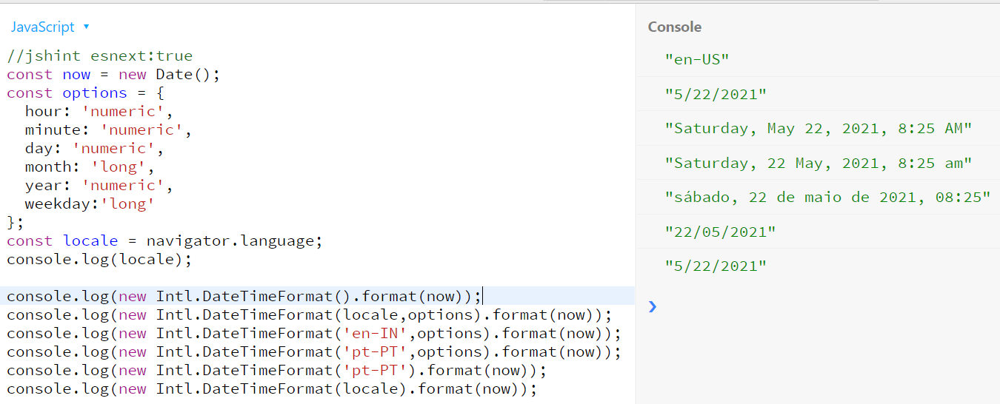 JavaScript
//jshint esnext:true
const now = new Date();
const options = {
  hour: 'numeric',
  minute: 'numeric',
  day: 'numeric',
  month: 'long',
  year: 'numeric',
  weekday:'long'
};
const locale = navigator.language;
console.log(locale);

console.log(new Intl.DateTimeFormat().format(now));
console.log(new Intl.DateTimeFormat(locale,options).format(now));
console.log(new Intl.DateTimeFormat('en-IN',options).format(now));
console.log(new Intl.DateTimeFormat('pt-PT',options).format(now));
console.log(new Intl.DateTimeFormat('pt-PT').format(now));
console.log(new Intl.DateTimeFormat(locale).format(now));
Console
"en-US"
"5/22/2021"
"Saturday, May 22, 2021, 8:25 AM"
"Saturday, 22 May, 2021, 8:25 am"
"sábado, 22 de maio de 2021, 08:25"
"22/05/2021"
"5/22/2021"